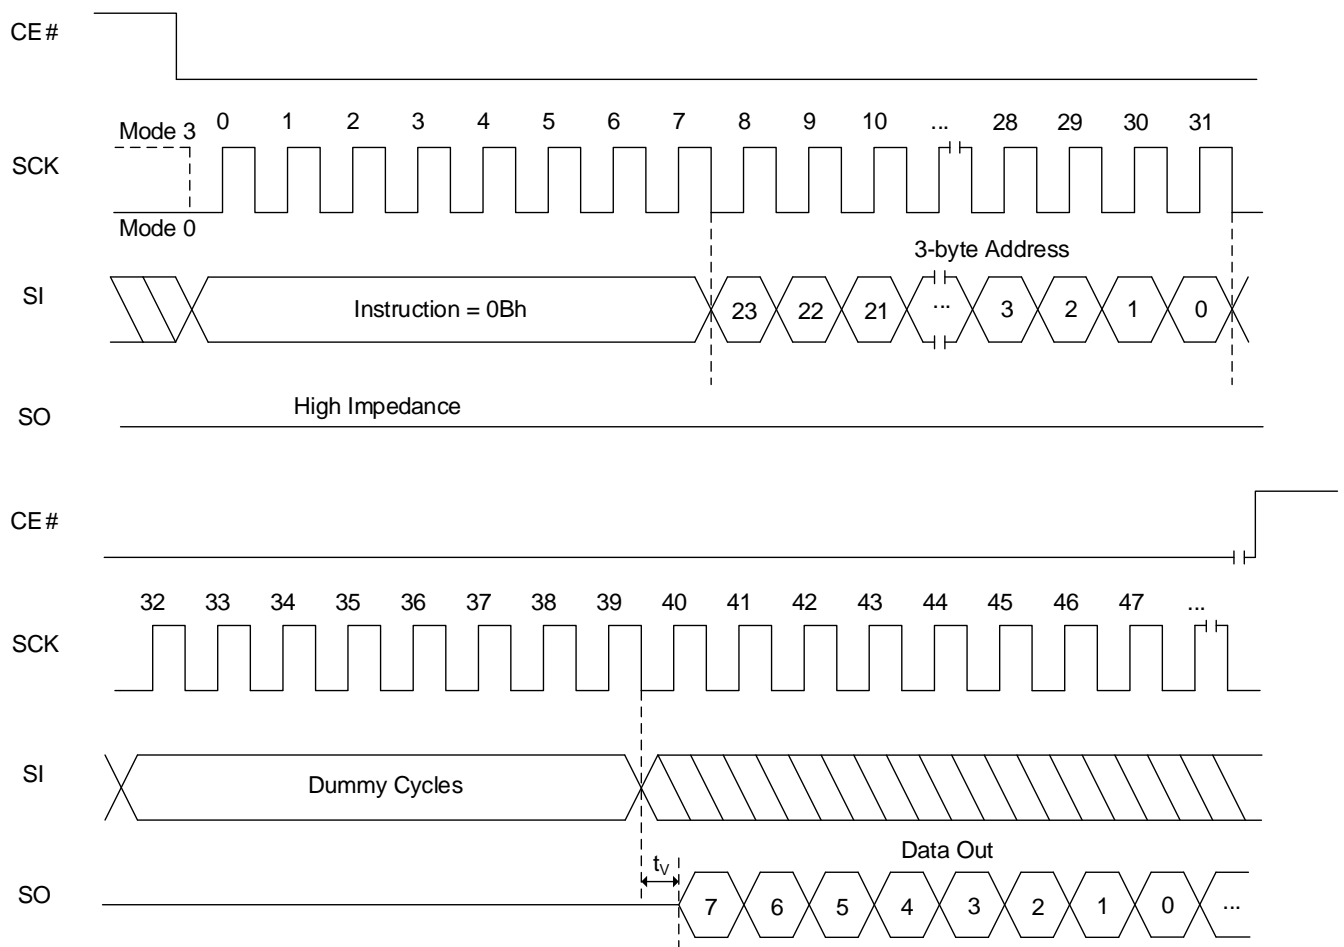 CE#
Mode 3 0 1 2 3 4 5 6 7 8 9 10 ... 28 29 30 31
SCK
Mode 0
3-byte Address
SI Instruction = 0Bh 23 22 21 ... 3 2 1 0
High Impedance
SO
CE#
32 33 34 35 36 37 38 39 40 41 42 43 44 45 46 47 ...
SCK
SI Dummy Cycles
Data Out
tV
SO 7 6 5 4 3 2 1 0 ...